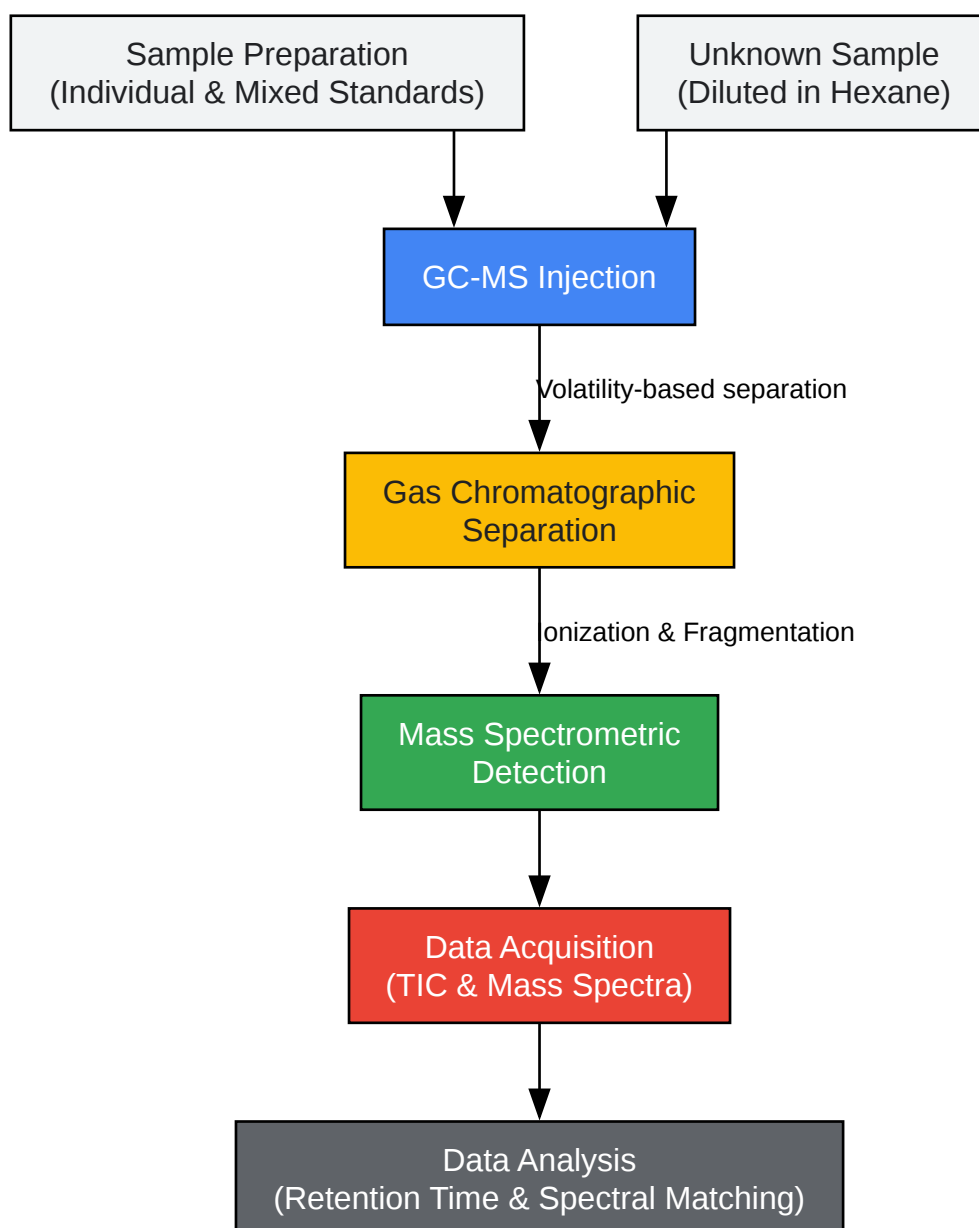 Sample Preparation
(Individual & Mixed Standards)
Unknown Sample
(Diluted in Hexane)
GC-MS Injection
Volatility-based separation
Gas Chromatographic
Separation
Ionization & Fragmentation
Mass Spectrometric
Detection
Data Acquisition
(TIC & Mass Spectra)
Data Analysis
(Retention Time & Spectral Matching)